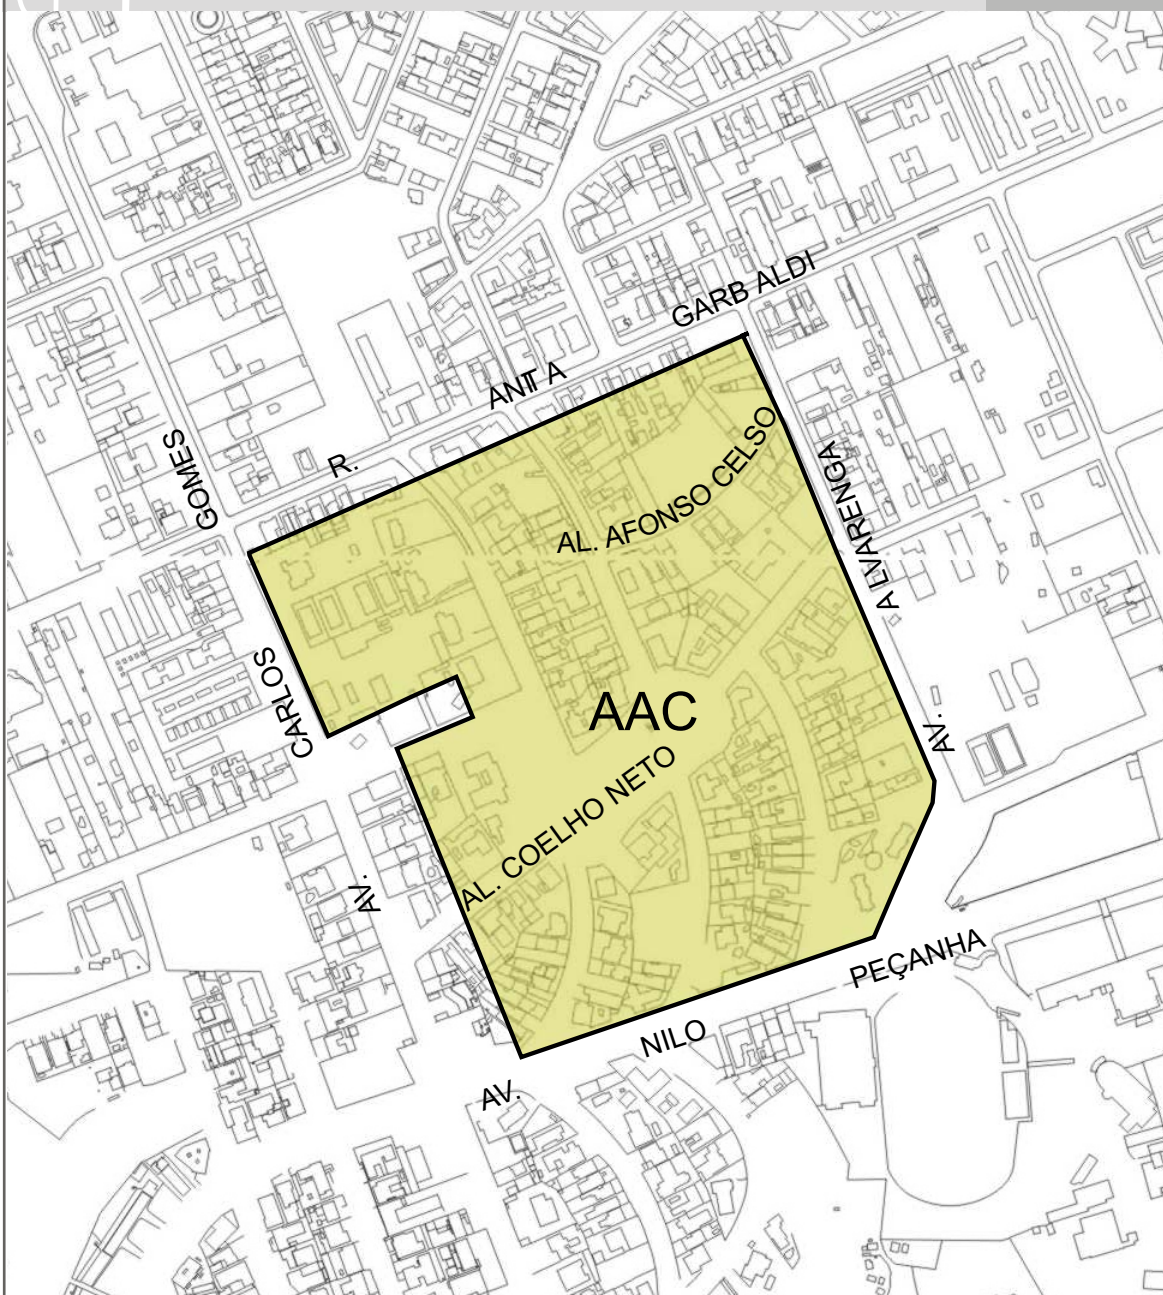 GARB ALDI
ANIT A
R.
GOMES
AL. AFONSO CELSO
A LVARENGA
CARLOS
AAC
AV.
AL. COELHO NETO
AV.
PEÇANHA
NILO
AV.